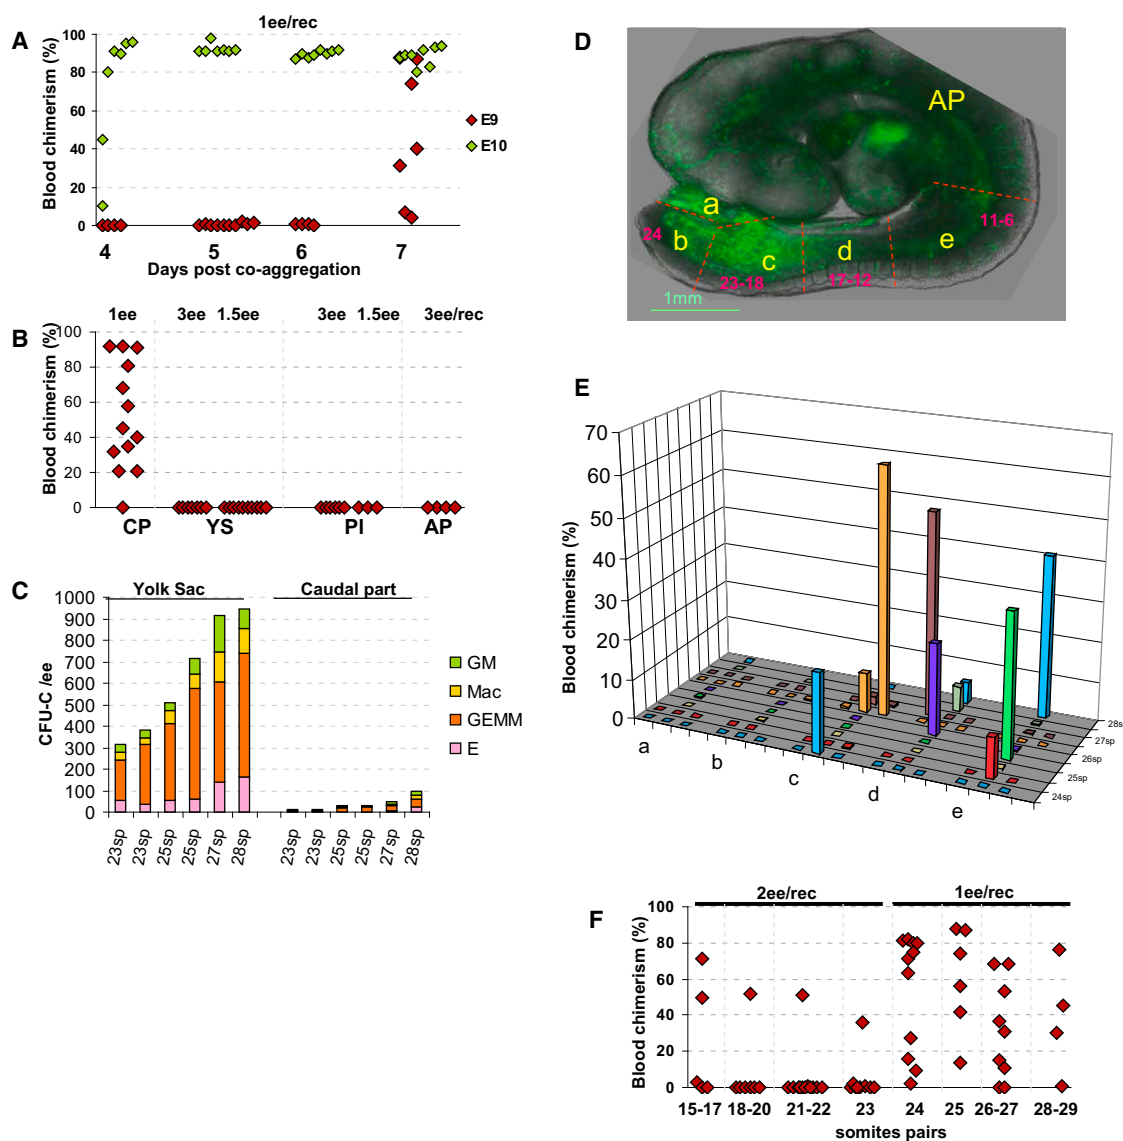 A
1ee/rec
Blood chimerism (%)
100
80
60
40
20
0
4 5 6 7
Days post co-aggregation
E9
E10
B
1ee 3ee 1.5ee 3ee 1.5ee 3ee/rec
Blood chimerism (%)
100
80
60
40
20
0
CP YS PI AP
C
Yolk Sac Caudal part
CFU-C /ee
1000
900
800
700
600
500
400
300
200
100
0
23sp 23sp 25sp 25sp 27sp 28sp 23sp 23sp 25sp 25sp 27sp 28sp
GM
Mac
GEMM
E
D
AP
a
11-6
24
b
c
d
e
23-18
17-12
1mm
E
Blood chimerism (%)
70
60
50
40
30
20
10
0
a b c d e
28s
27sp
26sp
25sp
24sp
F
2ee/rec 1ee/rec
Blood chimerism (%)
100
80
60
40
20
0
15-17 18-20 21-22 23 24 25 26-27 28-29
somites pairs